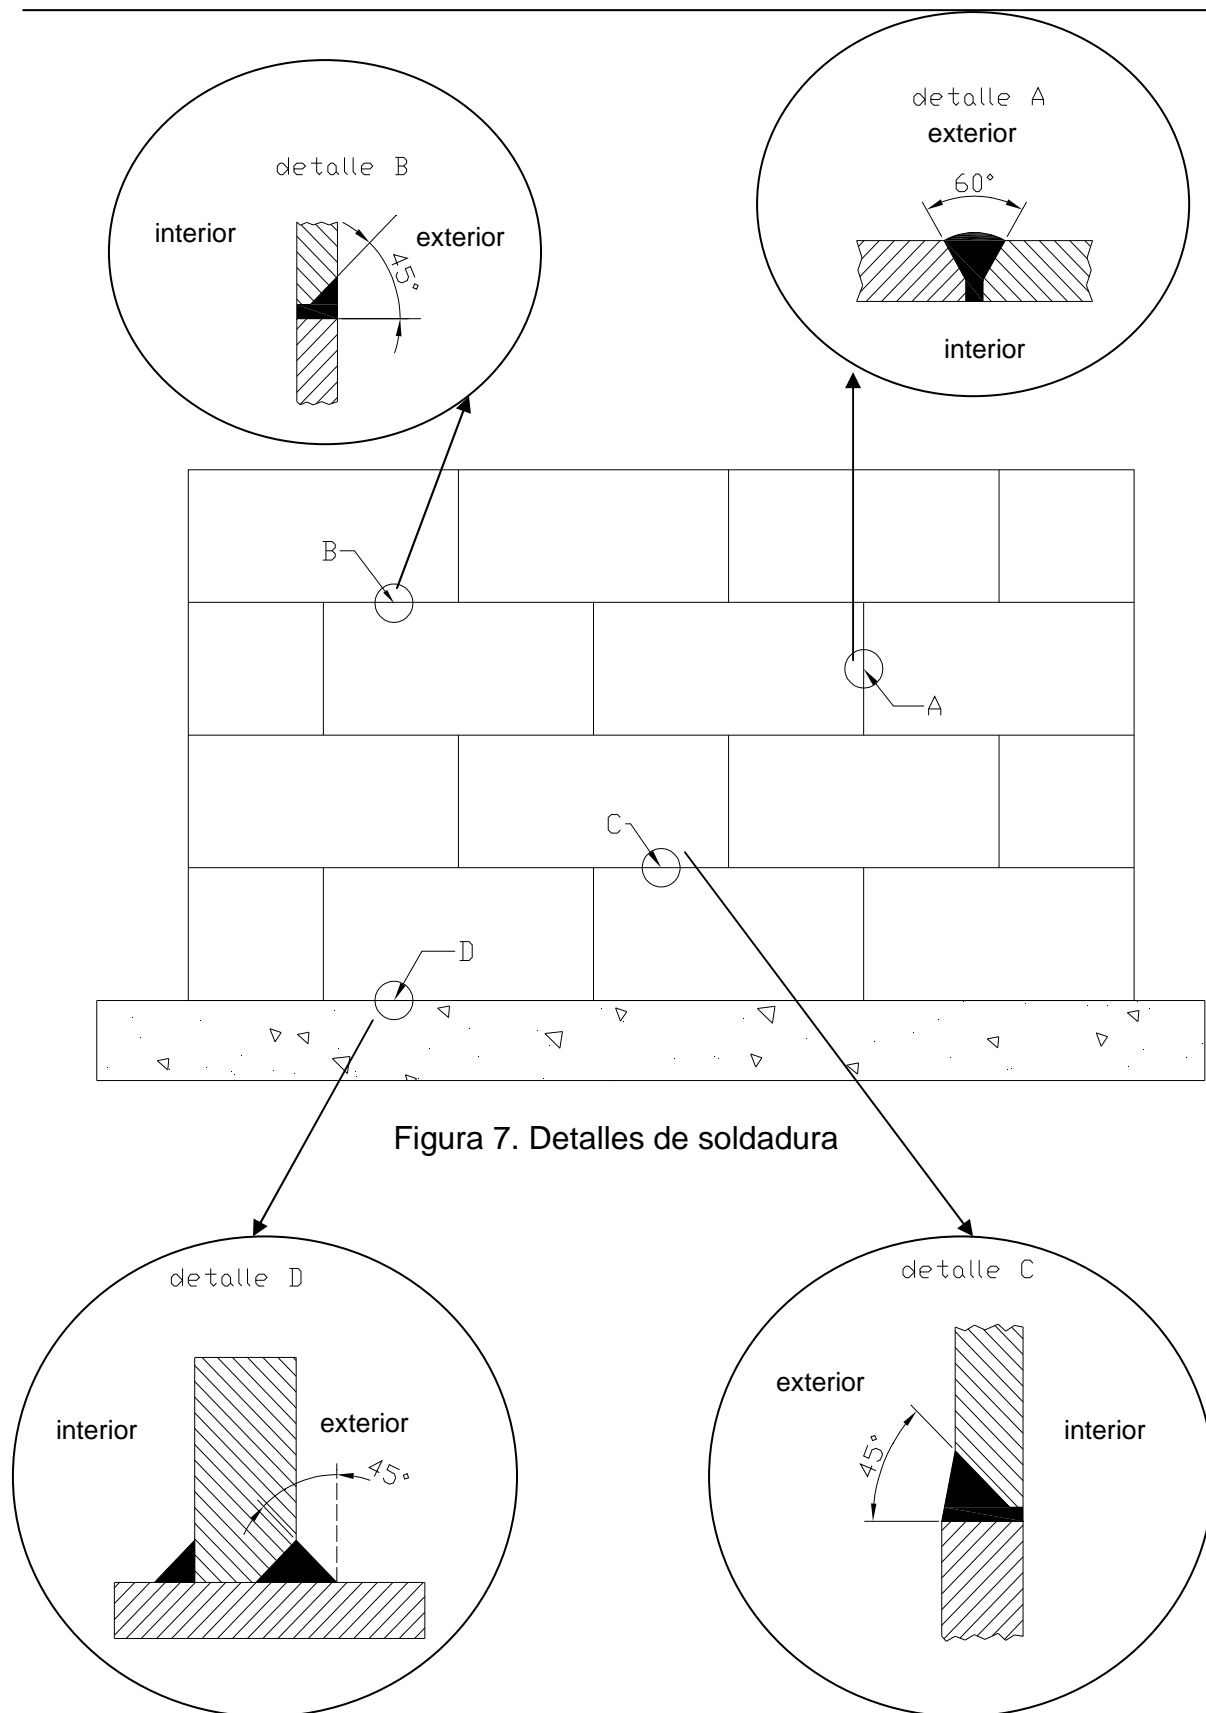 detalle A
exterior
60°
interior
detalle B
interior
exterior
45°
B
A
C
D
Figura 7. Detalles de soldadura
detalle D
interior
exterior
45°
detalle C
exterior
45°
interior